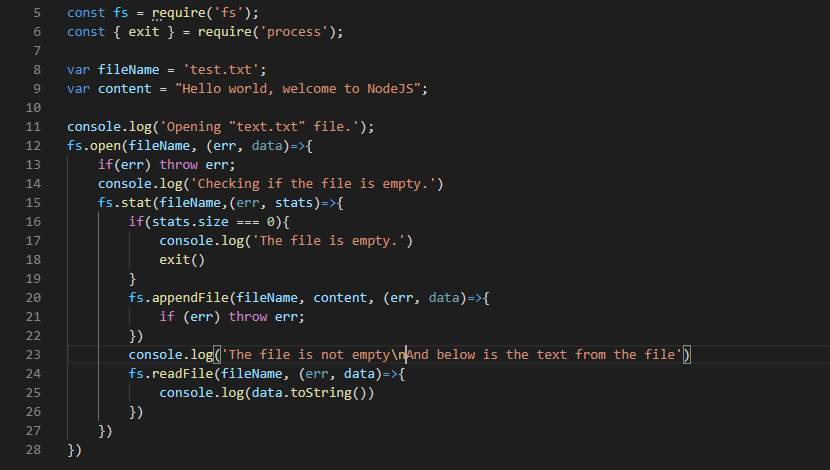 5 const fs = require('fs');
6 const { exit } = require('process');
7
8 var fileName = 'test.txt';
9 var content = "Hello world, welcome to NodeJS";
10
11 console.log('Opening "text.txt" file.');
12 fs.open(fileName, (err, data)=>{
13     if(err) throw err;
14     console.log('Checking if the file is empty.')
15     fs.stat(fileName,(err, stats)=>{
16         if(stats.size === 0){
17             console.log('The file is empty.')
18             exit()
19         }
20         fs.appendFile(fileName, content, (err, data)=>{
21             if (err) throw err;
22         })
23         console.log('The file is not empty\nAnd below is the text from the file')
24         fs.readFile(fileName, (err, data)=>{
25             console.log(data.toString())
26         })
27     })
28 })